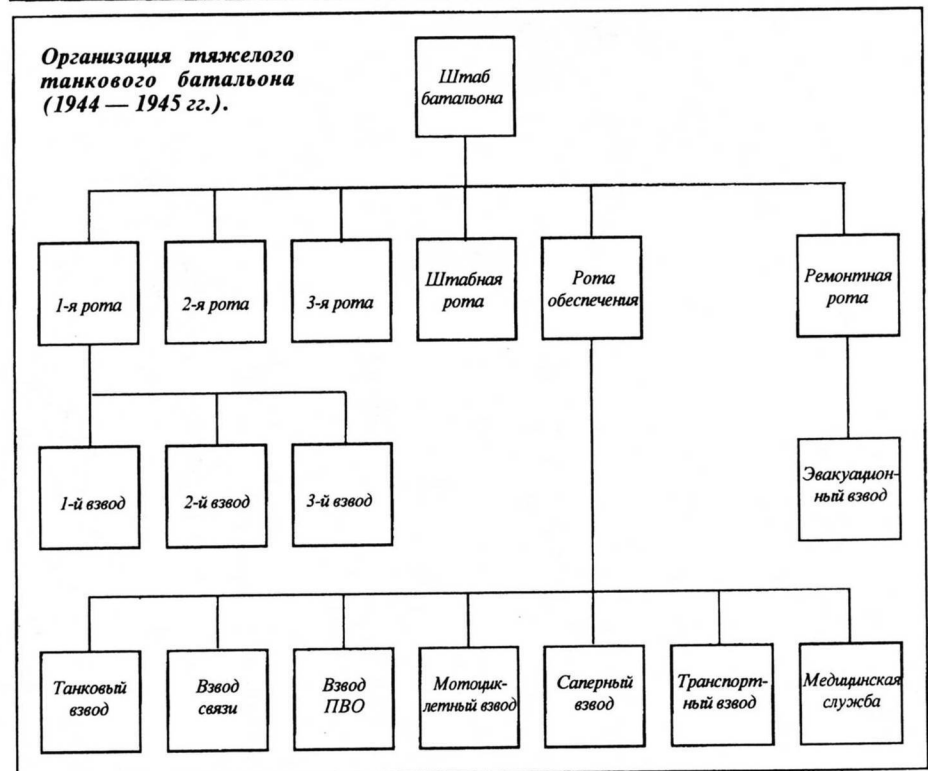 Организация тяжелого
танкового батальона
(1944 — 1945 гг.).
Штаб
батальона
1-я рота
2-я рота
3-я рота
Штабная
рота
Рота
обеспечения
Ремонтная
рота
1-й взвод
2-й взвод
3-й взвод
Эвакуацион-
ный взвод
Танковый
взвод
Взвод
связи
Взвод
ПВО
Мотоцик-
летный взвод
Саперный
взвод
Транспорт-
ный взвод
Медицинская
служба